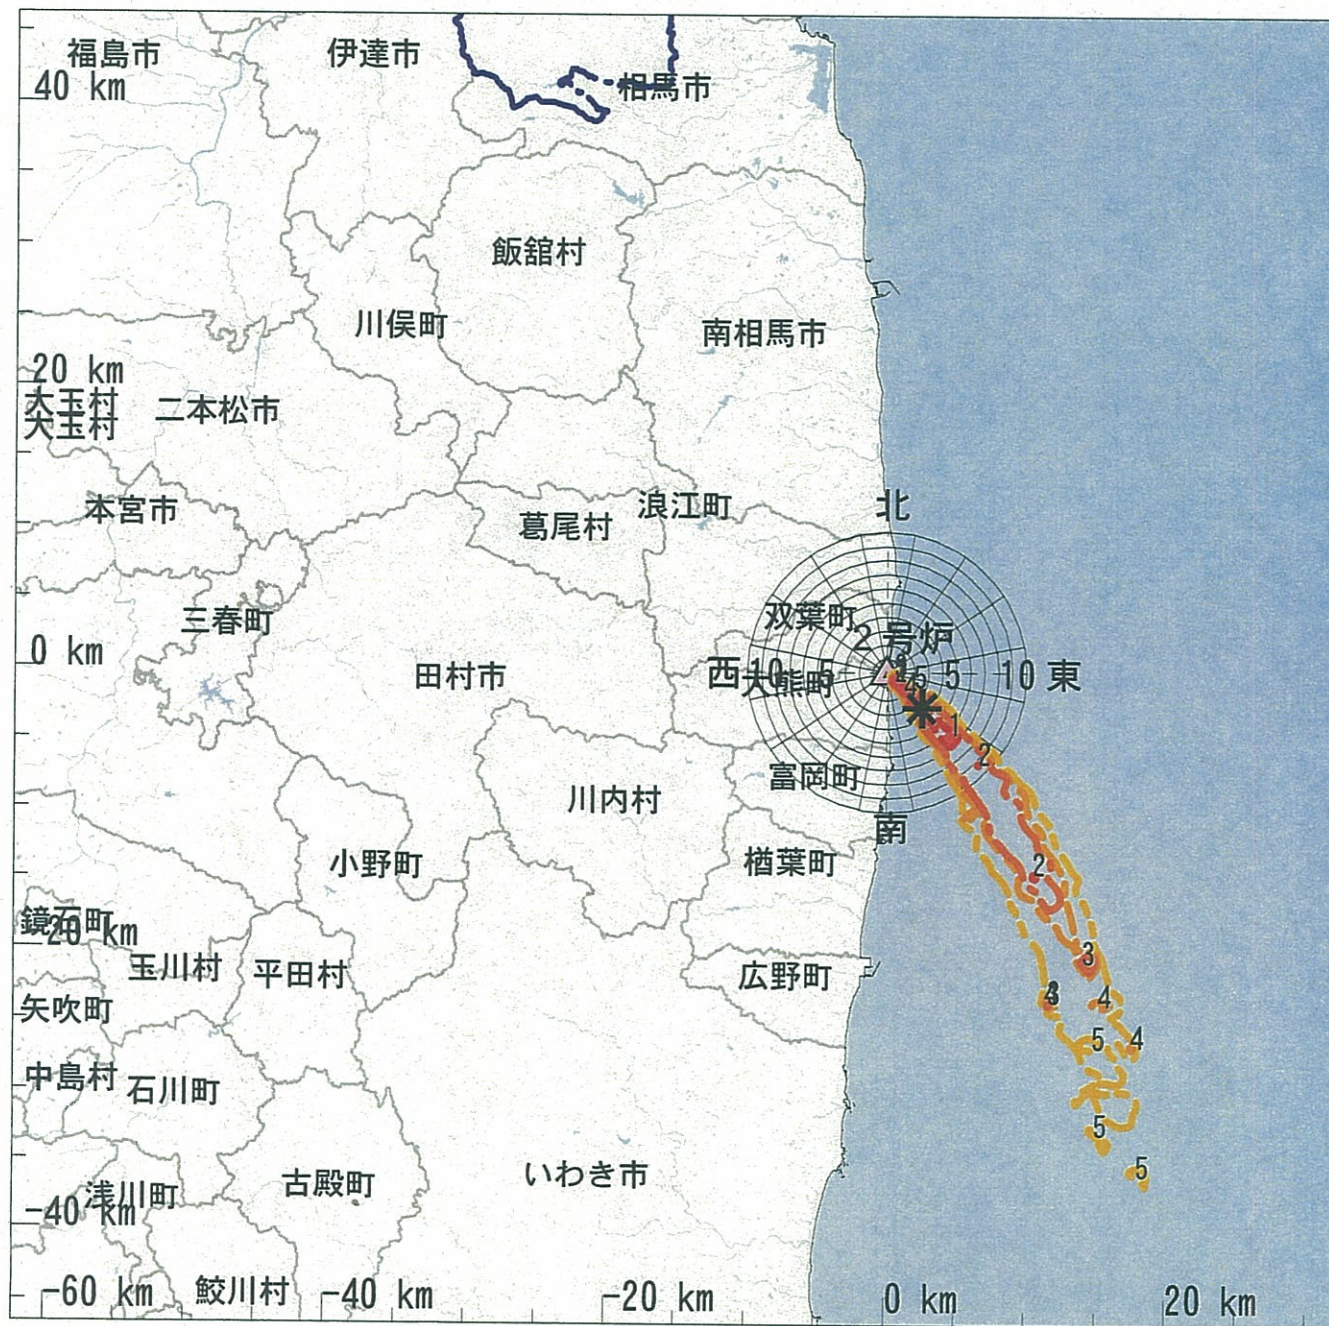 福島市
伊達市
40 km
相馬市
飯舘村
川俣町
南相馬市
20 km
大玉村
大玉村
二本松市
本宮市
葛尾村
浪江町
北
三春町
双葉町
2号炉
0 km
田村市
西
10
5
大熊町
4
5
5
10
東
1
2
富岡町
川内村
南
小野町
楢葉町
2
鏡石町
-20 km
玉川村
平田村
広野町
3
矢吹町
4
5
4
中島村
石川町
5
いわき市
5
浅川町
古殿町
-40 km
-60 km
鮫川村
-40 km
-20 km
0 km
20 km